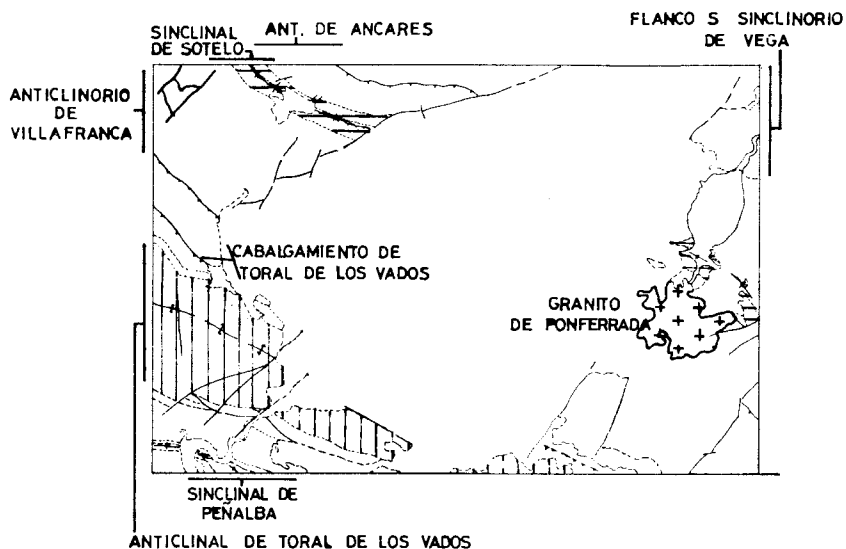 SINCLINAL
DE SOTELO
ANT. DE ANCARES
FLANCO S SINCLINORIO
DE VEGA
ANTICLINORIO
DE
VILLAFRANCA
CABALGAMIENTO DE
TORAL DE LOS VADOS
GRANITO
DE PONFERRADA
SINCLINAL DE
PEÑALBA
ANTICLINAL DE TORAL DE LOS VADOS